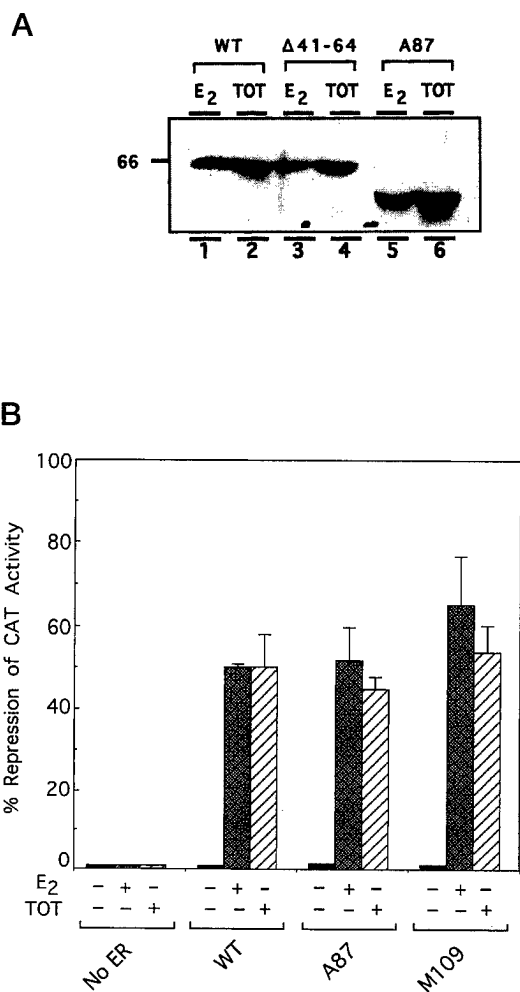 A
WT Δ41-64 A87
E2 TOT E2 TOT E2 TOT
66
1 2 3 4 5 6
B
% Repression of CAT Activity
100
80
60
40
20
0
E2 - + - - + - - + - - + -
TOT - - + - - + - - + - - +
No ER WT A87 M109